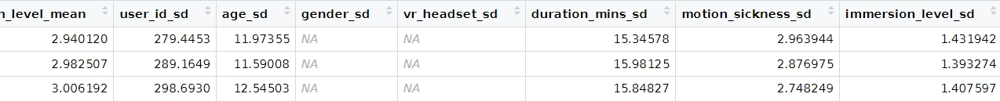 n_level_mean user_id_sd age_sd gender_sd vr_headset_sd duration_mins_sd motion_sickness_sd immersion_level_sd
2.940120 279.4453 11.97355 NA NA 15.34578 2.963944 1.431942
2.982507 289.1649 11.59008 NA NA 15.98125 2.876975 1.393274
3.006192 298.6930 12.54503 NA NA 15.84827 2.748249 1.407597